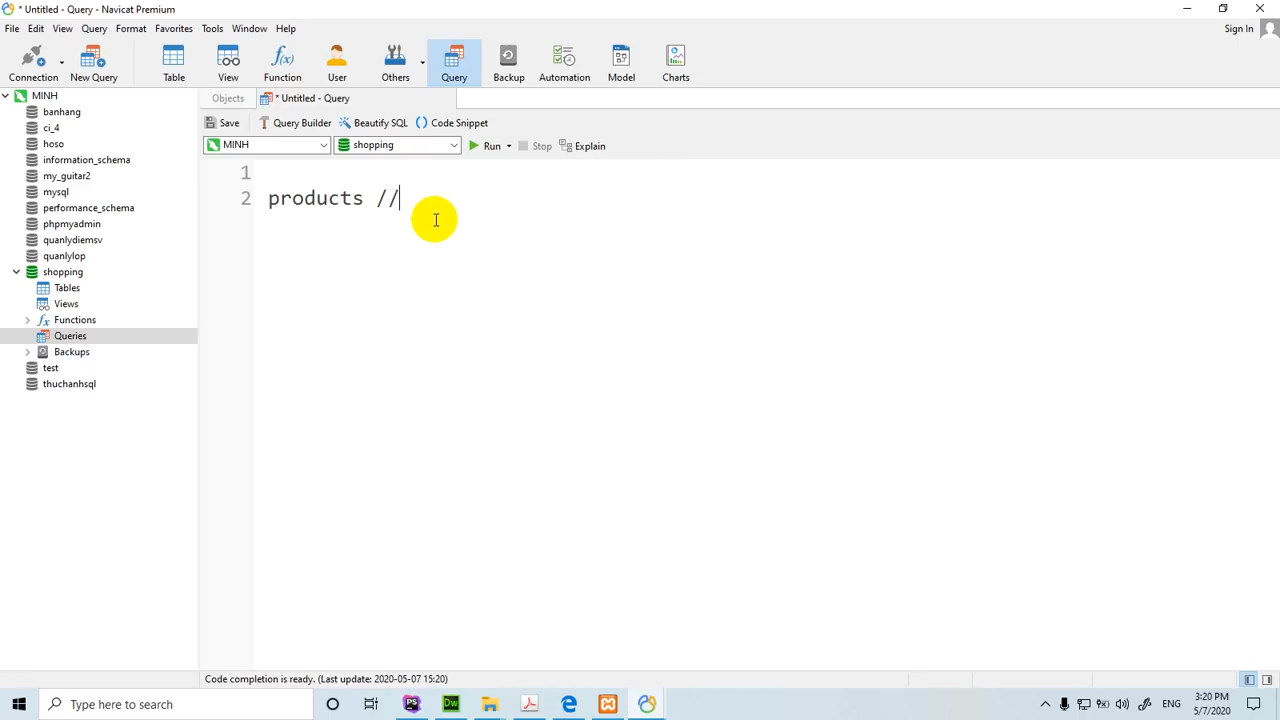 * Untitled - Query - Navicat Premium
File Edit View Query Format Tools Favorites Window Help
Sign In
Connection New Query Table View Function User Others Query Backup Automation Model Charts
MINH
banhang
ci_4
hoso
information_schema
my_guitar2
mysql
performance_schema
phpmyadmin
quanlydiemsv
quanlylop
shopping
Tables
Views
Functions
Queries
Backups
test
thuchanhsql
Objects * Untitled - Query
Save Query Builder Beautify SQL Code Snippet
MINH shopping Run Stop Explain
1
2 products //
Code completion is ready. (Last update: 2020-05-07 15:20)
Type here to search
ENG
3:20 PM
5/7/2020